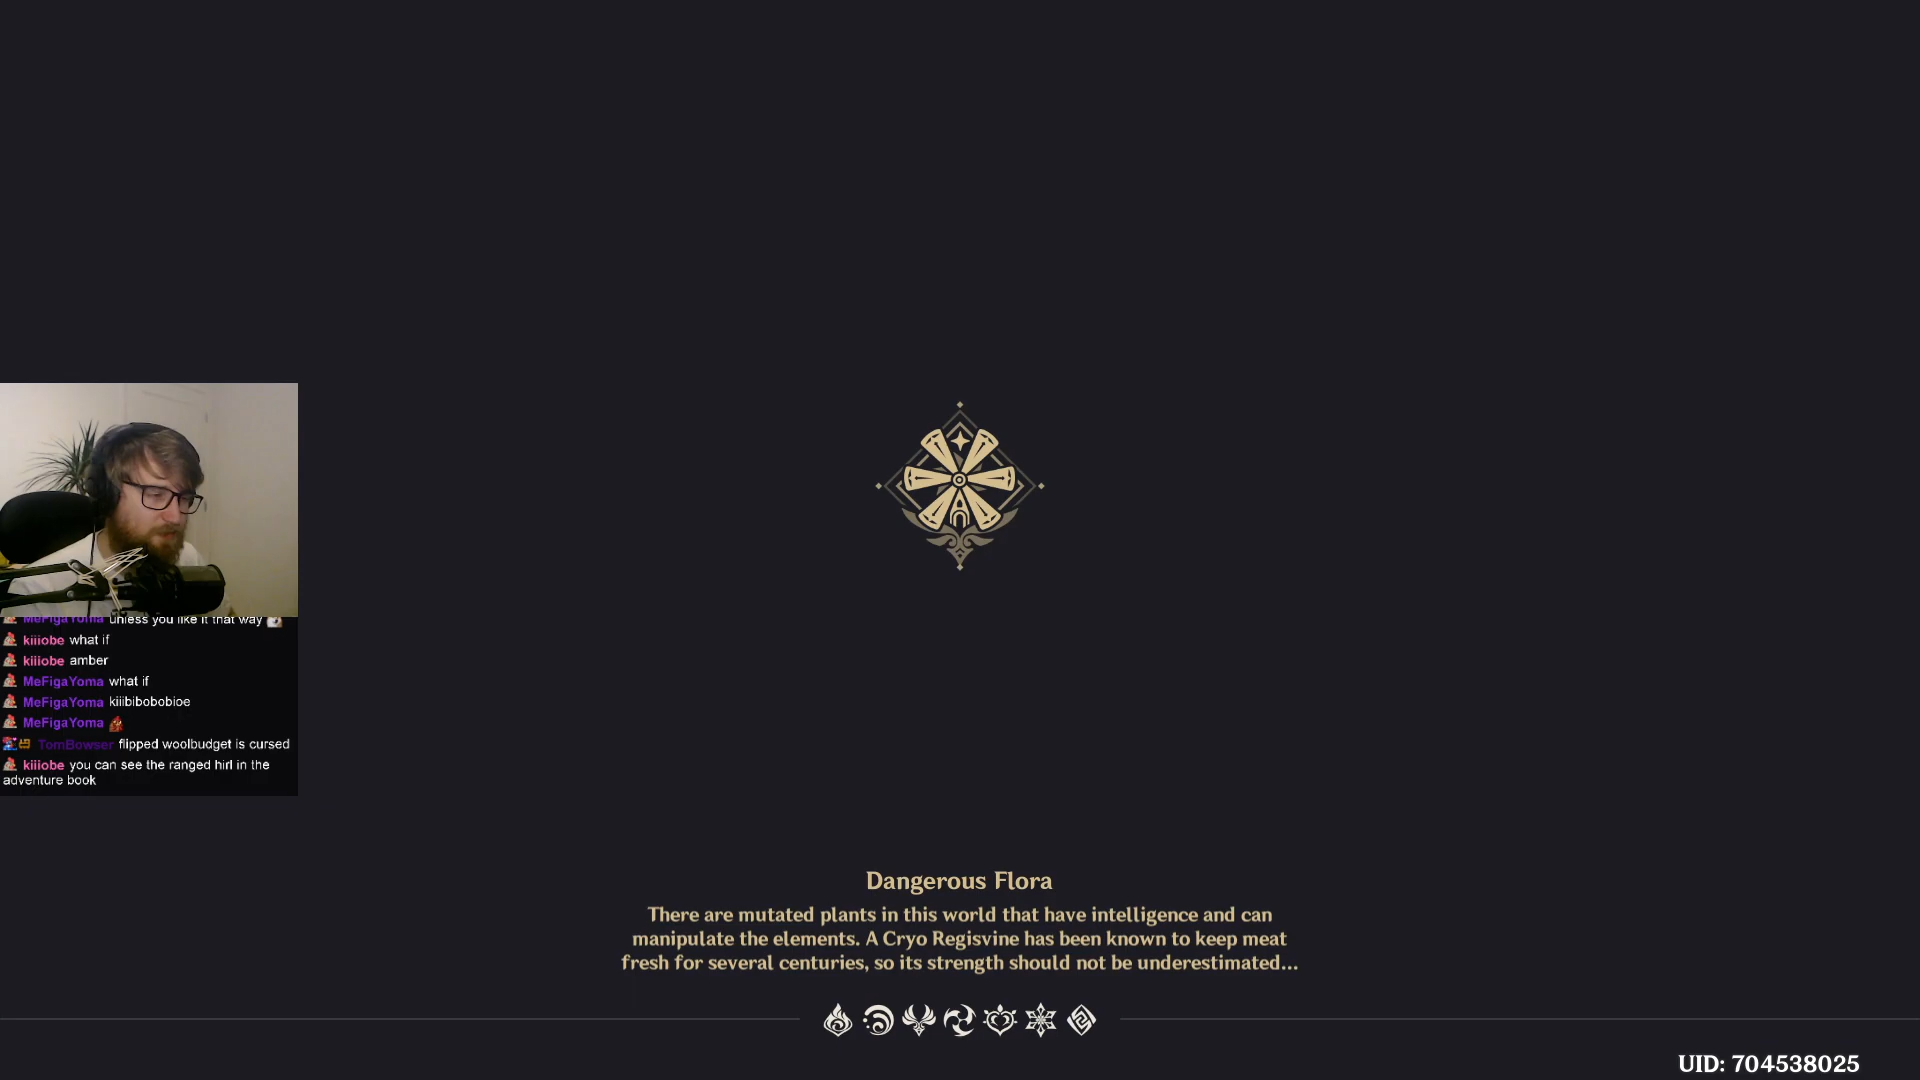 MeFigaYoma unless you like it that way
kiiiobe what if
kiiiobe amber
MeFigaYoma what if
MeFigaYoma kiiibibobobioe
MeFigaYoma
TomBowser flipped woolbudget is cursed
kiiiobe you can see the ranged hirl in the
adventure book
Dangerous Flora
There are mutated plants in this world that have intelligence and can
manipulate the elements. A Cryo Regisvine has been known to keep meat
fresh for several centuries, so its strength should not be underestimated...
UID: 704538025